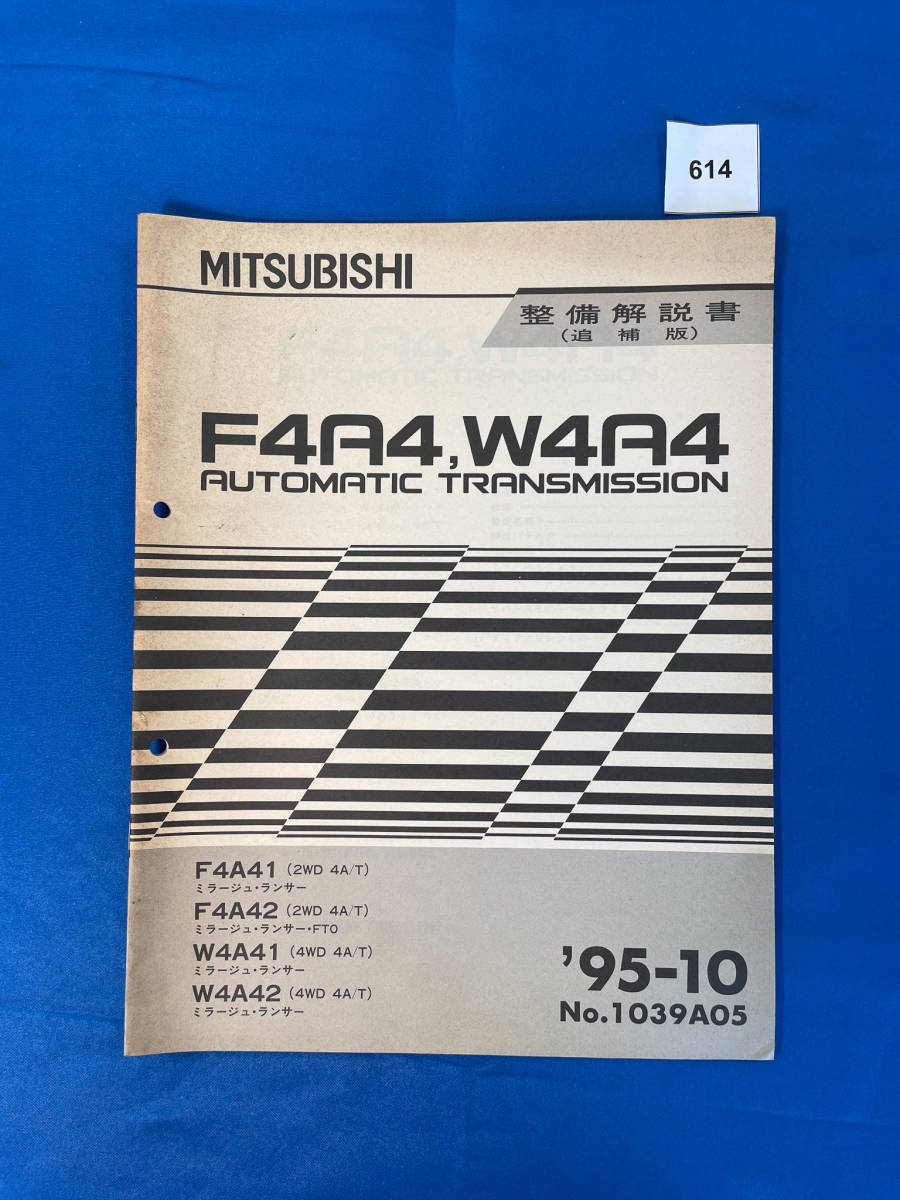 614
MITSUBISHI
整備解説書
(追補版)
F4A4,W4A4
AUTOMATIC TRANSMISSION
F4A41 (2WD 4A/T)
ミラージュ・ランサー
F4A42 (2WD 4A/T)
ミラージュ・ランサー・FTO
W4A41 (4WD 4A/T)
ミラージュ・ランサー
W4A42 (4WD 4A/T)
ミラージュ・ランサー
'95-10
No.1039A05